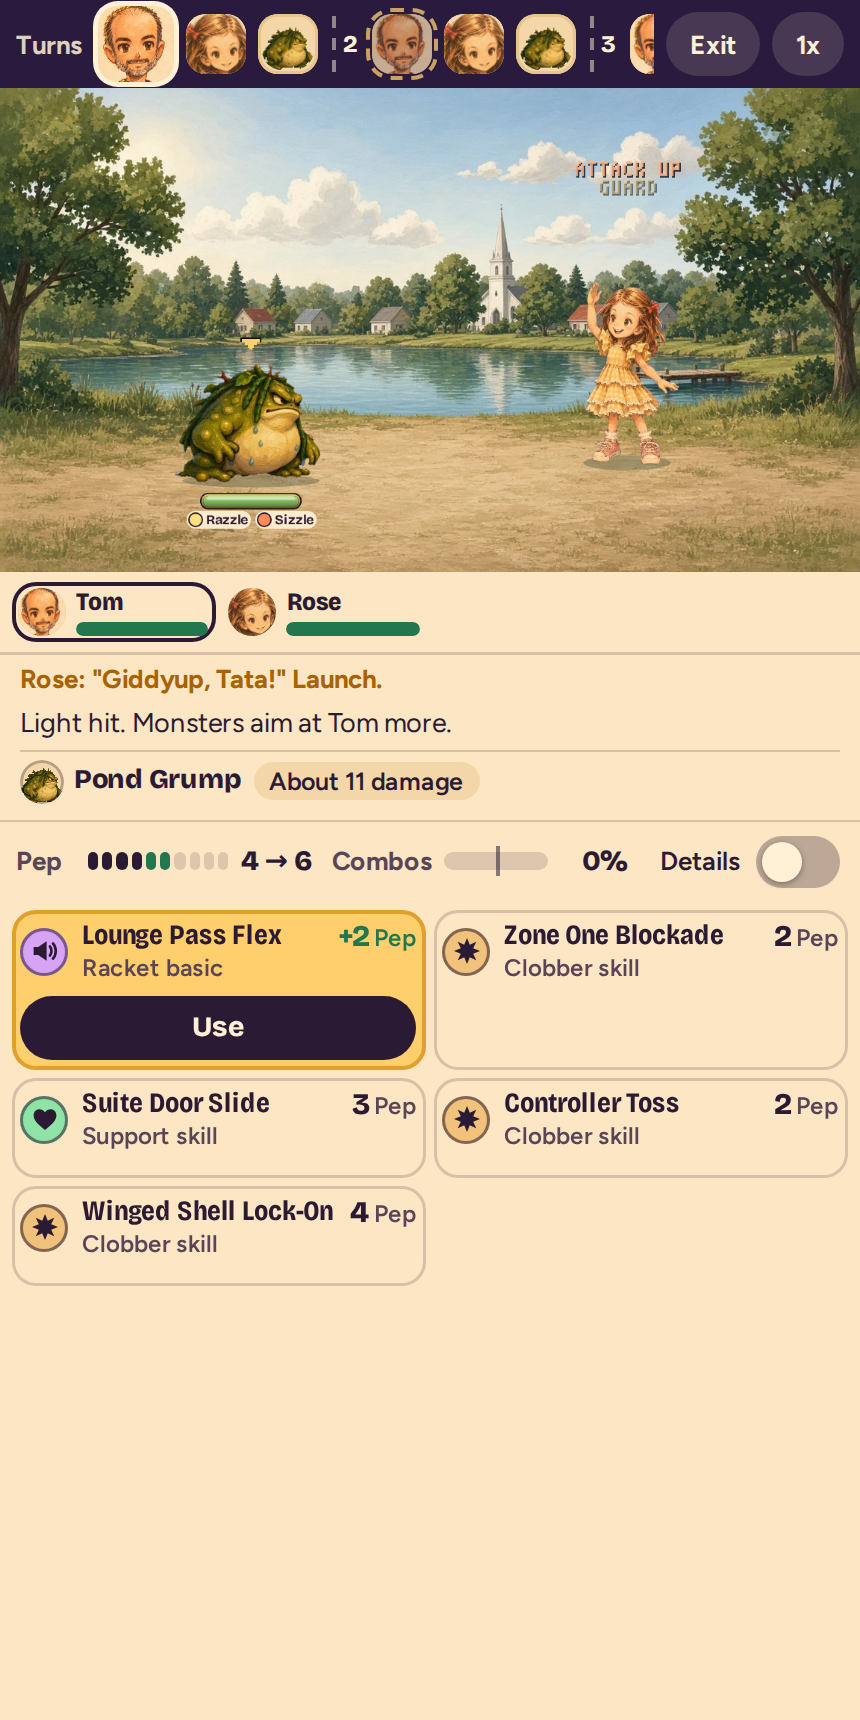 Turns
2
3
Exit
1x
ATTACK UP
GUARD
Razzle
Sizzle
Tom
Rose
Rose: "Giddyup, Tata!" Launch.
Light hit. Monsters aim at Tom more.
Pond Grump
About 11 damage
Pep
4 → 6
Combos
0%
Details
Lounge Pass Flex
+2 Pep
Racket basic
Use
Zone One Blockade
2 Pep
Clobber skill
Suite Door Slide
3 Pep
Support skill
Controller Toss
2 Pep
Clobber skill
Winged Shell Lock-On
4 Pep
Clobber skill